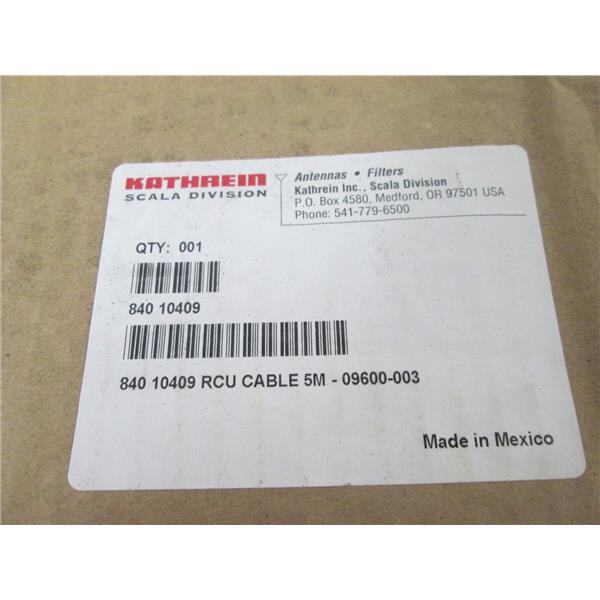 KATHREIN
SCALA DIVISION
Antennas • Filters
Kathrein Inc., Scala Division
P.O. Box 4580, Medford, OR 97501 USA
Phone: 541-779-6500
QTY: 001
840 10409
840 10409 RCU CABLE 5M - 09600-003
Made in Mexico